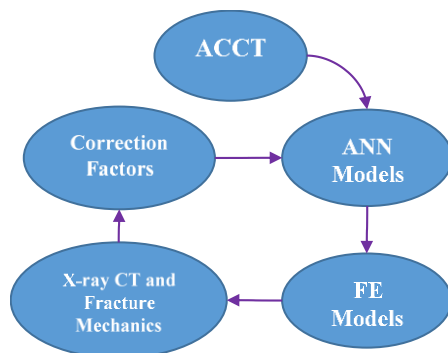 ACCT
Correction
Factors
ANN
Models
X-ray CT and
Fracture
Mechanics
FE
Models